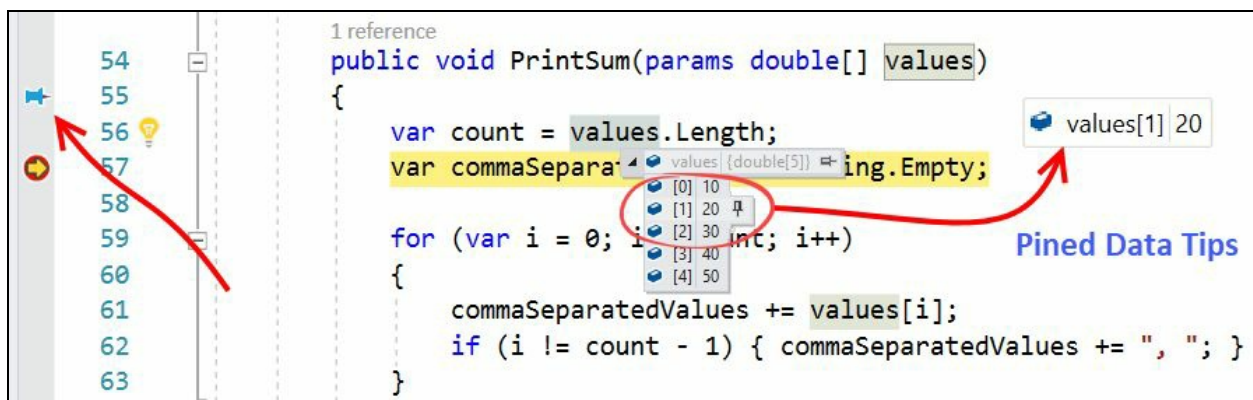 1 reference
54 public void PrintSum(params double[] values)
55 {
56 var count = values.Length; values[1] 20
57 var commaSeparat values {double[5]} ing.Empty;
[0] 10
58 [1] 20
59 for (var i = 0; i [2] 30 nt; i++) Pined Data Tips
[3] 40
60 { [4] 50
61 commaSeparatedValues += values[i];
62 if (i != count - 1) { commaSeparatedValues += ", "; }
63 }